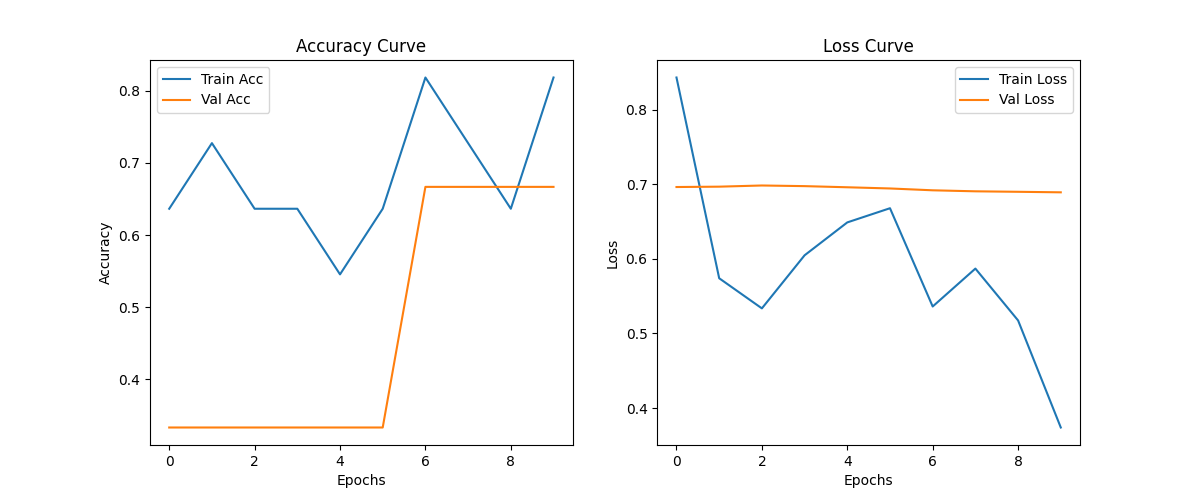 Accuracy Curve
Train Acc
Val Acc
0.8
0.7
0.6
0.5
0.4
Accuracy
0 2 4 6 8
Epochs
Loss Curve
Train Loss
Val Loss
0.8
0.7
0.6
0.5
0.4
Loss
0 2 4 6 8
Epochs